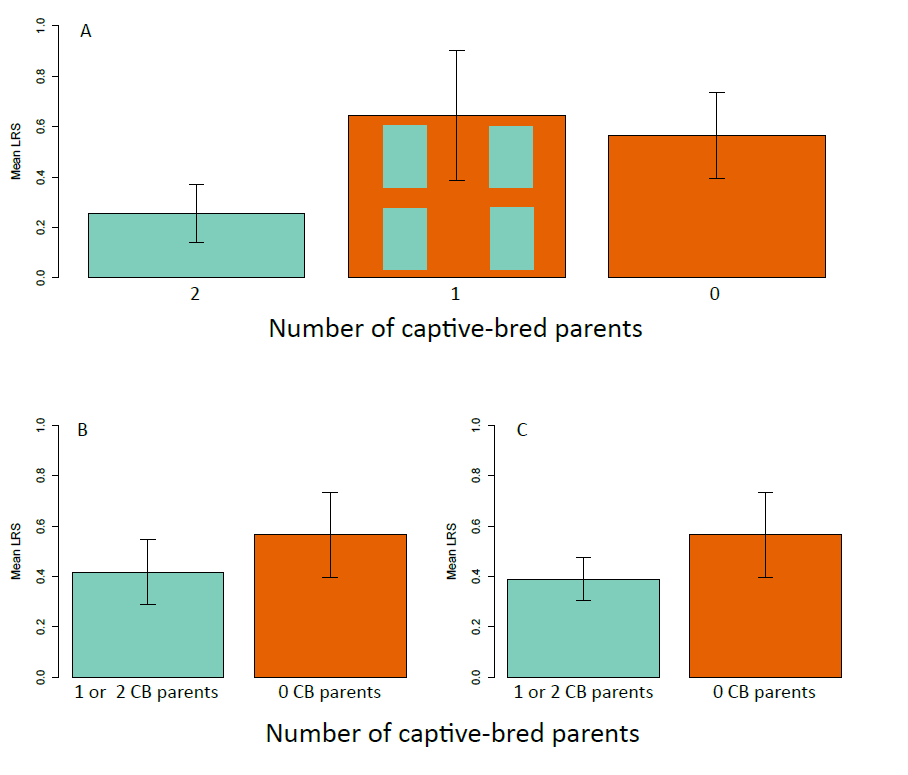 A
1.0
0.8
0.6
0.4
0.2
0.0
Mean LRS
2
1
0
Number of captive-bred parents
B
1.0
0.8
0.6
0.4
0.2
0.0
Mean LRS
1 or 2 CB parents
0 CB parents
C
1.0
0.8
0.6
0.4
0.2
0.0
Mean LRS
1 or 2 CB parents
0 CB parents
Number of captive-bred parents